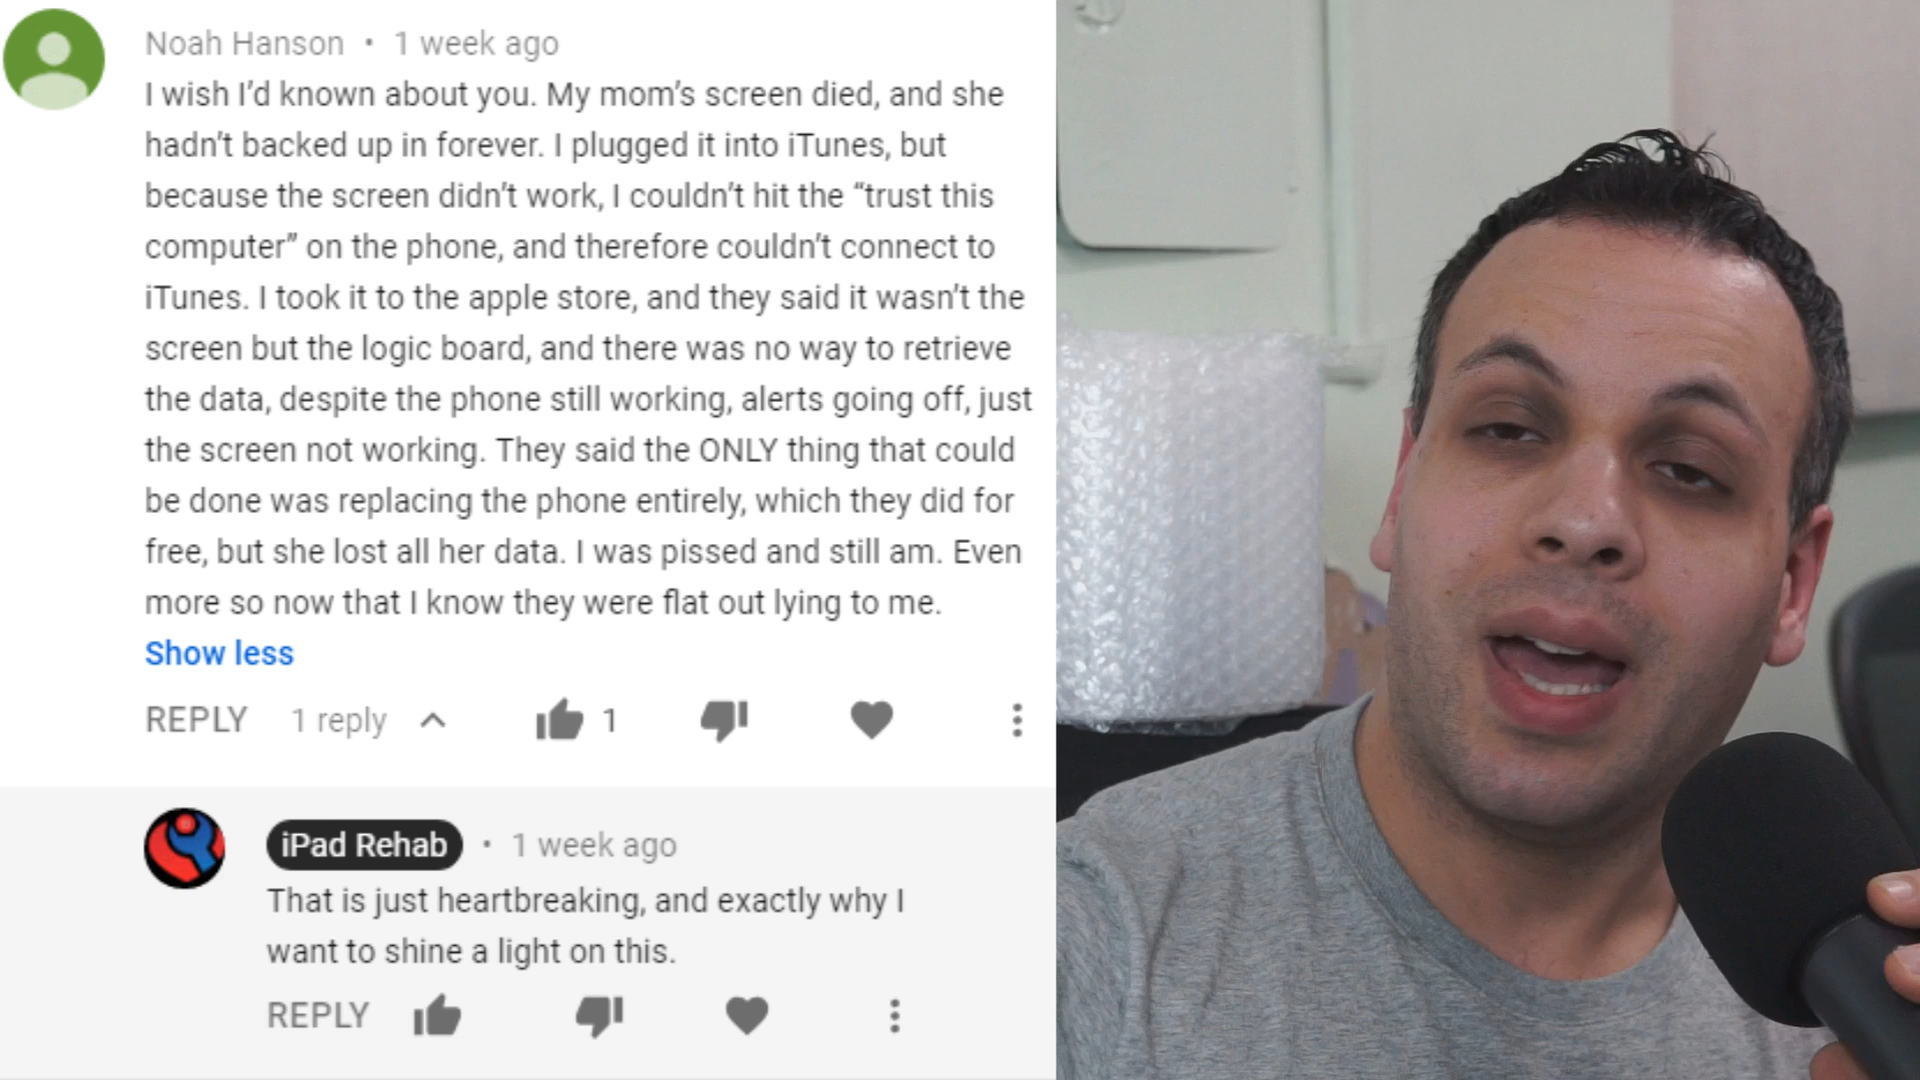 Noah Hanson • 1 week ago
I wish I’d known about you. My mom’s screen died, and she
hadn’t backed up in forever. I plugged it into iTunes, but
because the screen didn’t work, I couldn’t hit the “trust this
computer” on the phone, and therefore couldn’t connect to
iTunes. I took it to the apple store, and they said it wasn’t the
screen but the logic board, and there was no way to retrieve
the data, despite the phone still working, alerts going off, just
the screen not working. They said the ONLY thing that could
be done was replacing the phone entirely, which they did for
free, but she lost all her data. I was pissed and still am. Even
more so now that I know they were flat out lying to me.
Show less
REPLY 1 reply 1
iPad Rehab • 1 week ago
That is just heartbreaking, and exactly why I
want to shine a light on this.
REPLY